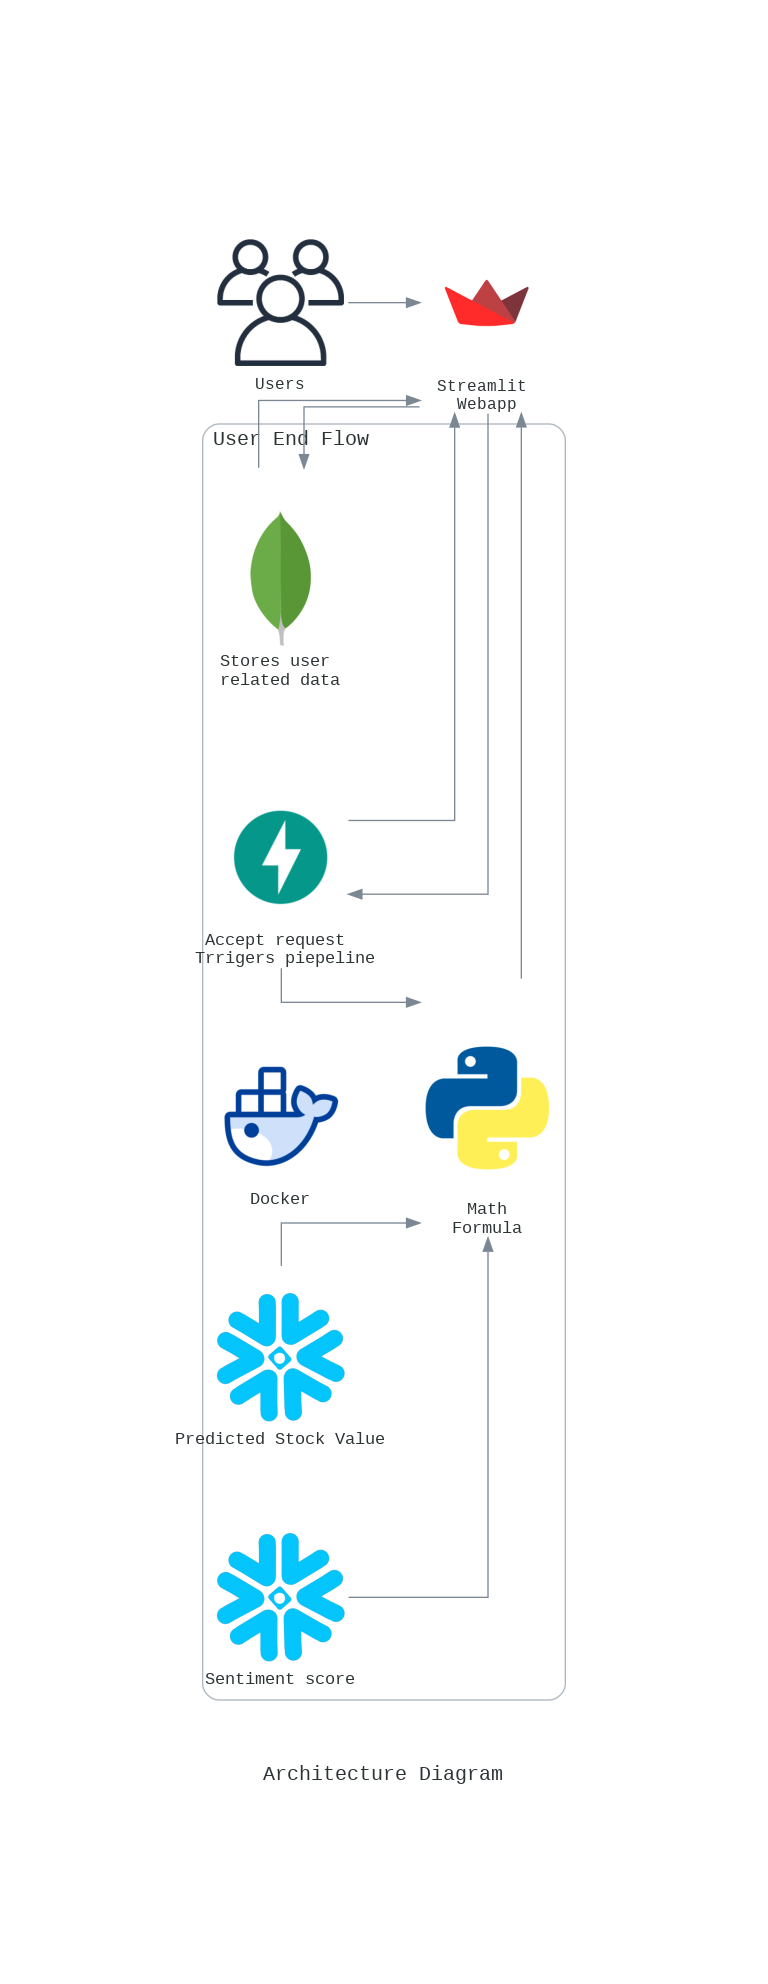 Users
Streamlit
Webapp
User End Flow
Stores user
related data
Accept request
Trrigers piepeline
Docker
Math
Formula
Predicted Stock Value
Sentiment score
Architecture Diagram